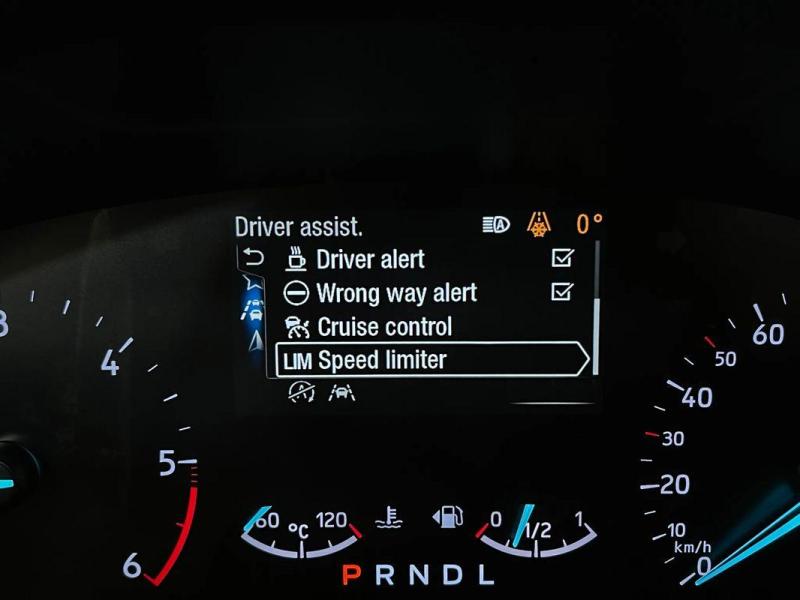 Driver assist. A 0°
Driver alert
Wrong way alert
Cruise control
LIM Speed limiter
A
3
4
5
6
60
50
40
30
20
10
km/h
0
60 °C 120
0 1/2 1
P R N D L